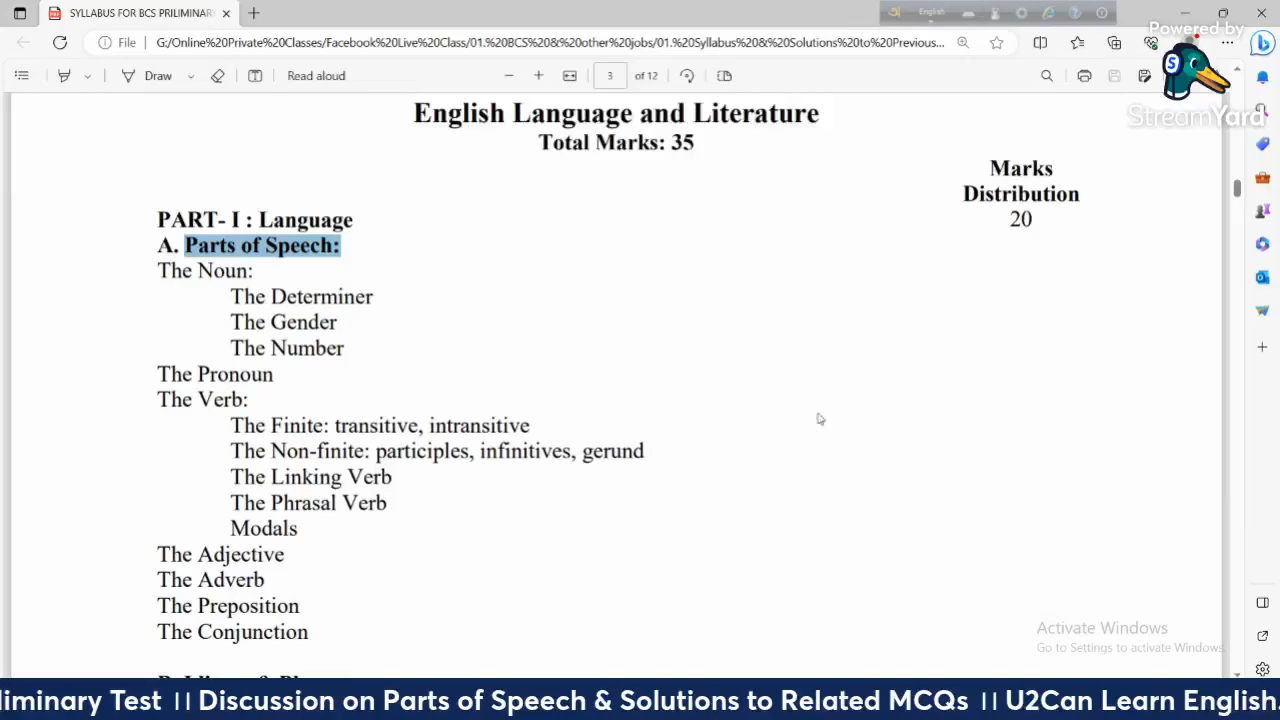 SYLLABUS FOR BCS PRILIMINAR
English
File
G:/Online%20Private%20Classes/Facebook%20Live%20Class/01.%20BCS%20&%20other%20jobs/01.%20Syllabus%20&%20Solutions%20to%20Previous...
Powered by
StreamYard
Draw
Read aloud
3 of 12
English Language and Literature
Total Marks: 35
Marks
Distribution
PART- I : Language 20
A. Parts of Speech:
The Noun:
The Determiner
The Gender
The Number
The Pronoun
The Verb:
The Finite: transitive, intransitive
The Non-finite: participles, infinitives, gerund
The Linking Verb
The Phrasal Verb
Modals
The Adjective
The Adverb
The Preposition
The Conjunction
Activate Windows
Go to Settings to activate Windows.
liminary Test ।। Discussion on Parts of Speech & Solutions to Related MCQs ।। U2Can Learn English.